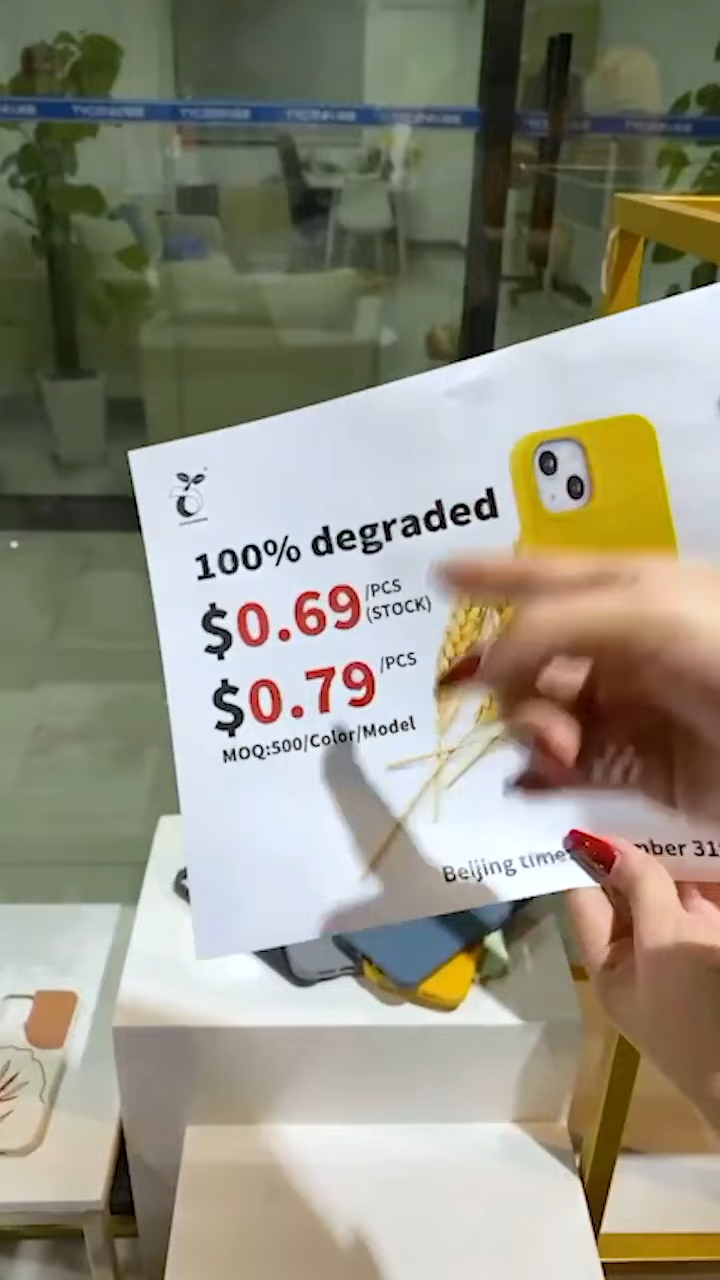 100% degraded
$0.69/PCS
(STOCK)
$0.79/PCS
MOQ:500/Color/Model
Beijing time: mber 31